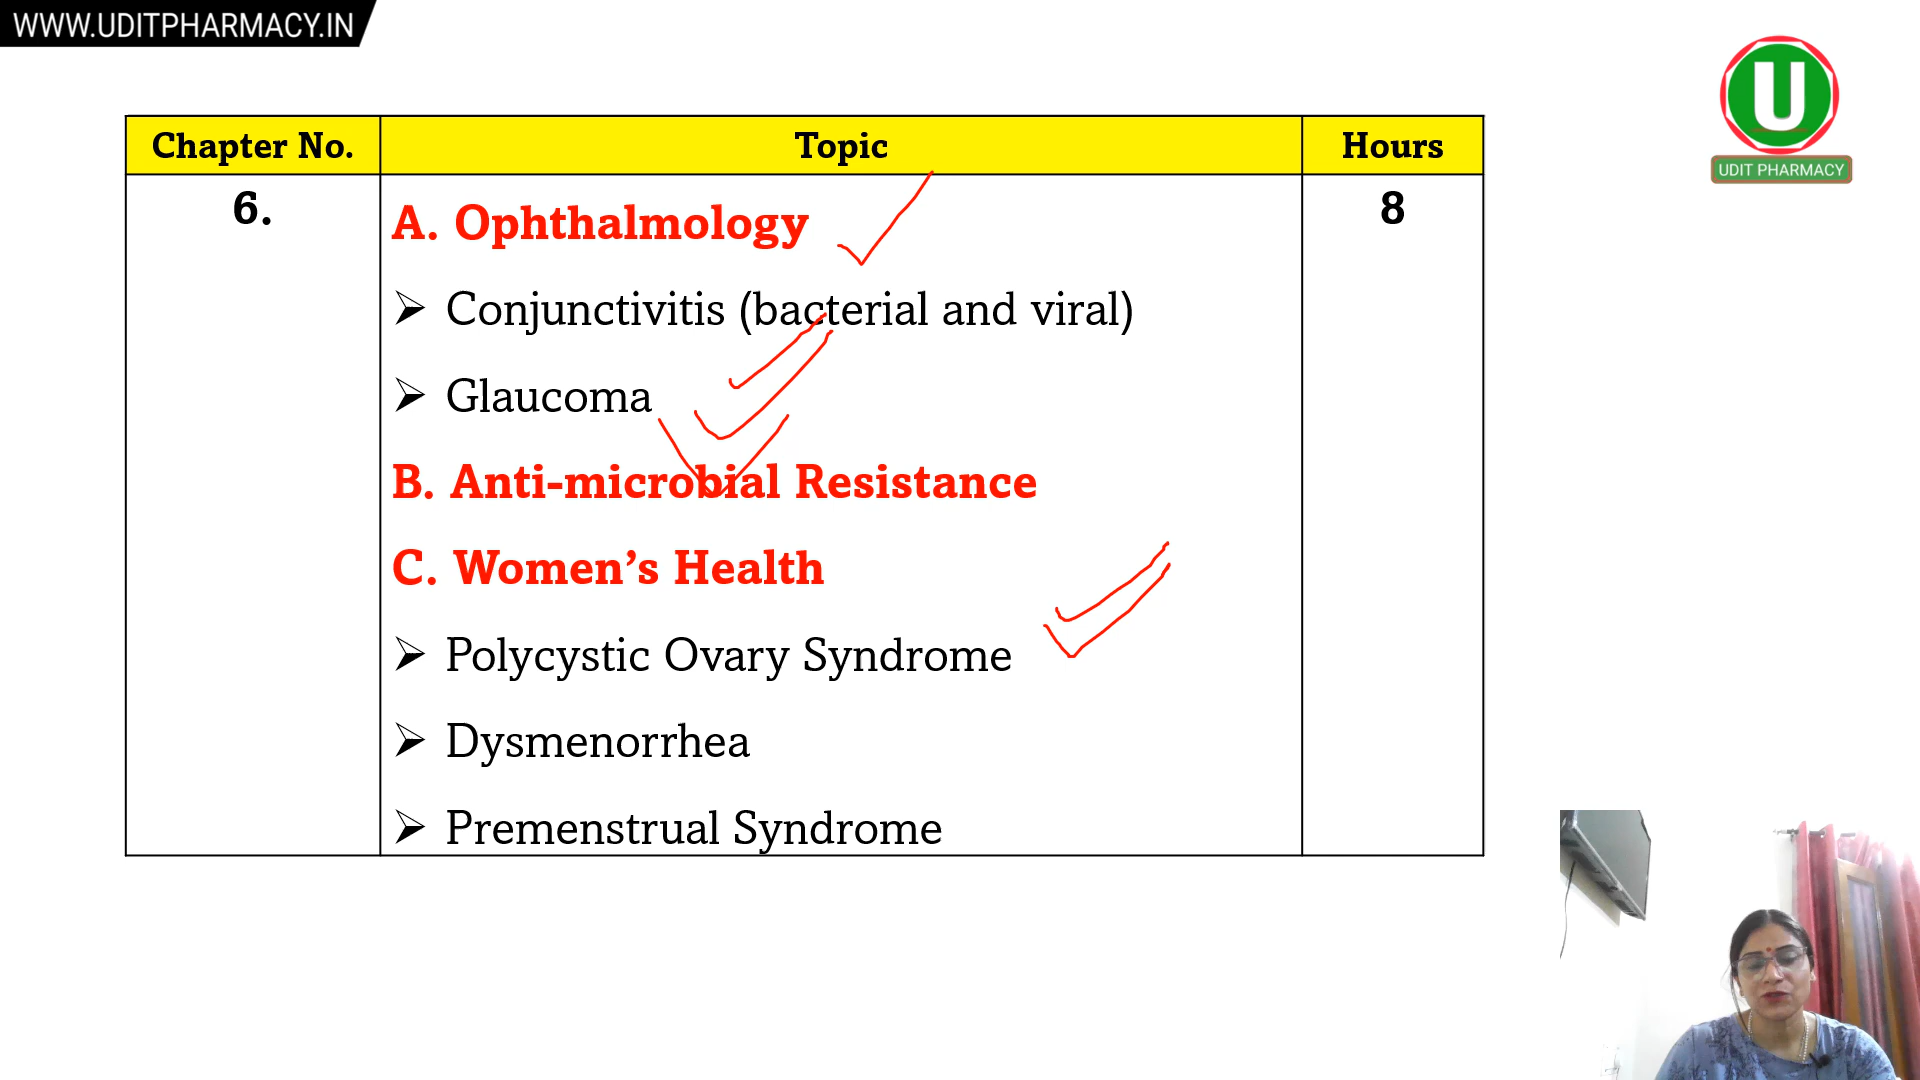 WWW.UDITPHARMACY.IN
U
UDIT PHARMACY
Chapter No. Topic Hours
6. A. Ophthalmology 8
➢ Conjunctivitis (bacterial and viral)
➢ Glaucoma
B. Anti-microbial Resistance
C. Women’s Health
➢ Polycystic Ovary Syndrome
➢ Dysmenorrhea
➢ Premenstrual Syndrome